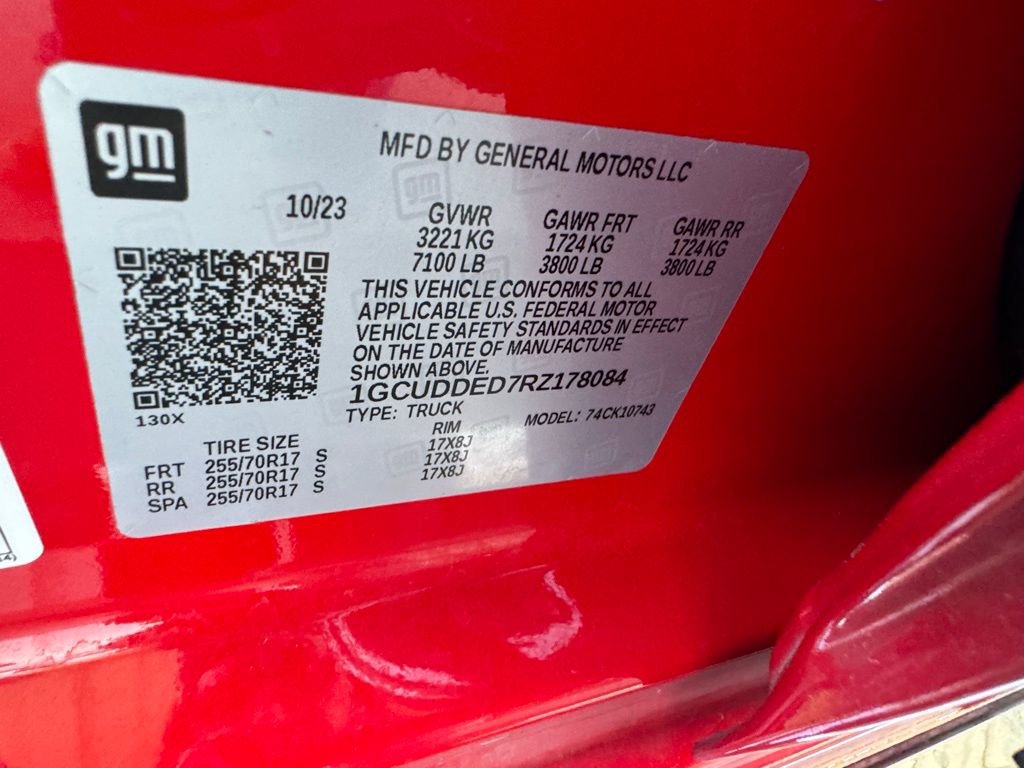 gm
MFD BY GENERAL MOTORS LLC
10/23
GVWR GAWR FRT GAWR RR
3221 KG 1724 KG 1724 KG
7100 LB 3800 LB 3800 LB
THIS VEHICLE CONFORMS TO ALL
APPLICABLE U.S. FEDERAL MOTOR
VEHICLE SAFETY STANDARDS IN EFFECT
ON THE DATE OF MANUFACTURE
SHOWN ABOVE.
1GCUDDED7RZ178084
130X
TYPE: TRUCK MODEL: 74CK10743
TIRE SIZE RIM
FRT 255/70R17 S 17X8J
RR 255/70R17 S 17X8J
SPA 255/70R17 S 17X8J